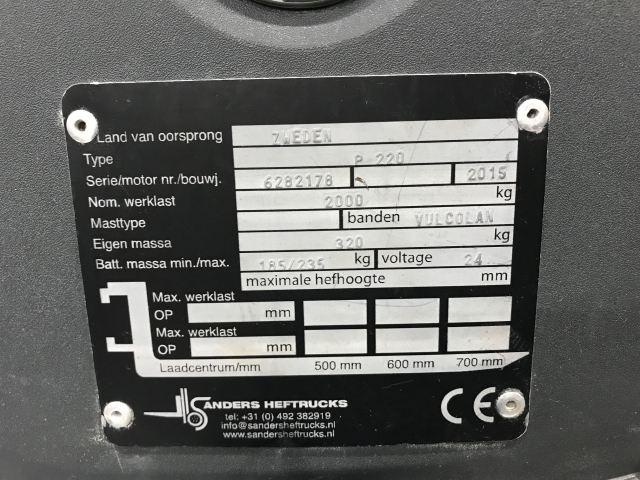 Land van oorsprong ZWEDEN
Type P 220
Serie/motor nr./bouwj. 6282178 2015
Nom. werklast 2000 kg
Masttype banden VULCOLAN
Eigen massa 320 kg
Batt. massa min./max. 185/235 kg voltage 24
maximale hefhoogte mm
Max. werklast
OP mm
Max. werklast
OP mm
Laadcentrum/mm 500 mm 600 mm 700 mm
SANDERS HEFTRUCKS CE
tel: +31 (0) 492 382919
info@sandersheftrucks.nl
www.sandersheftrucks.nl